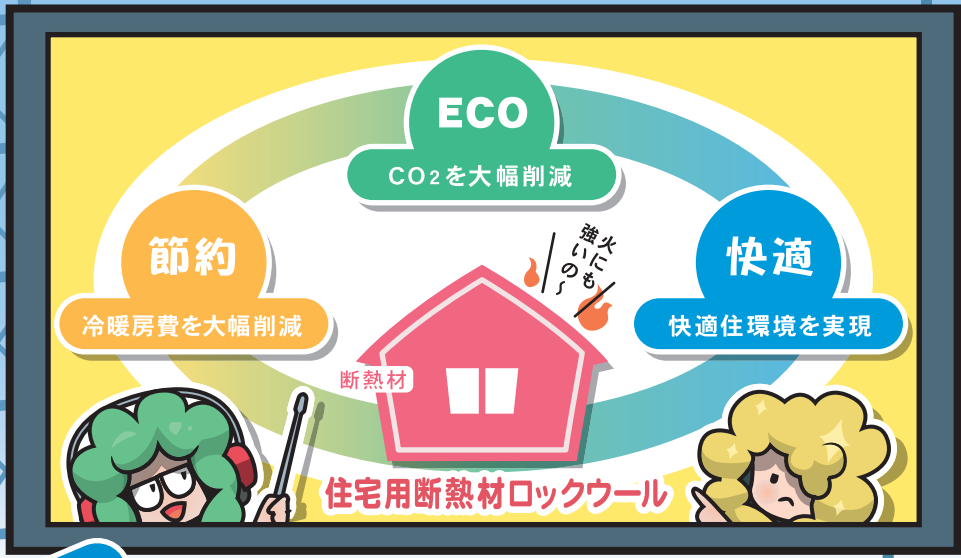 ECO
CO2を大幅削減
節約
冷暖房費を大幅削減
快適
快適住環境を実現
火にも
強いの〜
断熱材
住宅用断熱材ロックウール